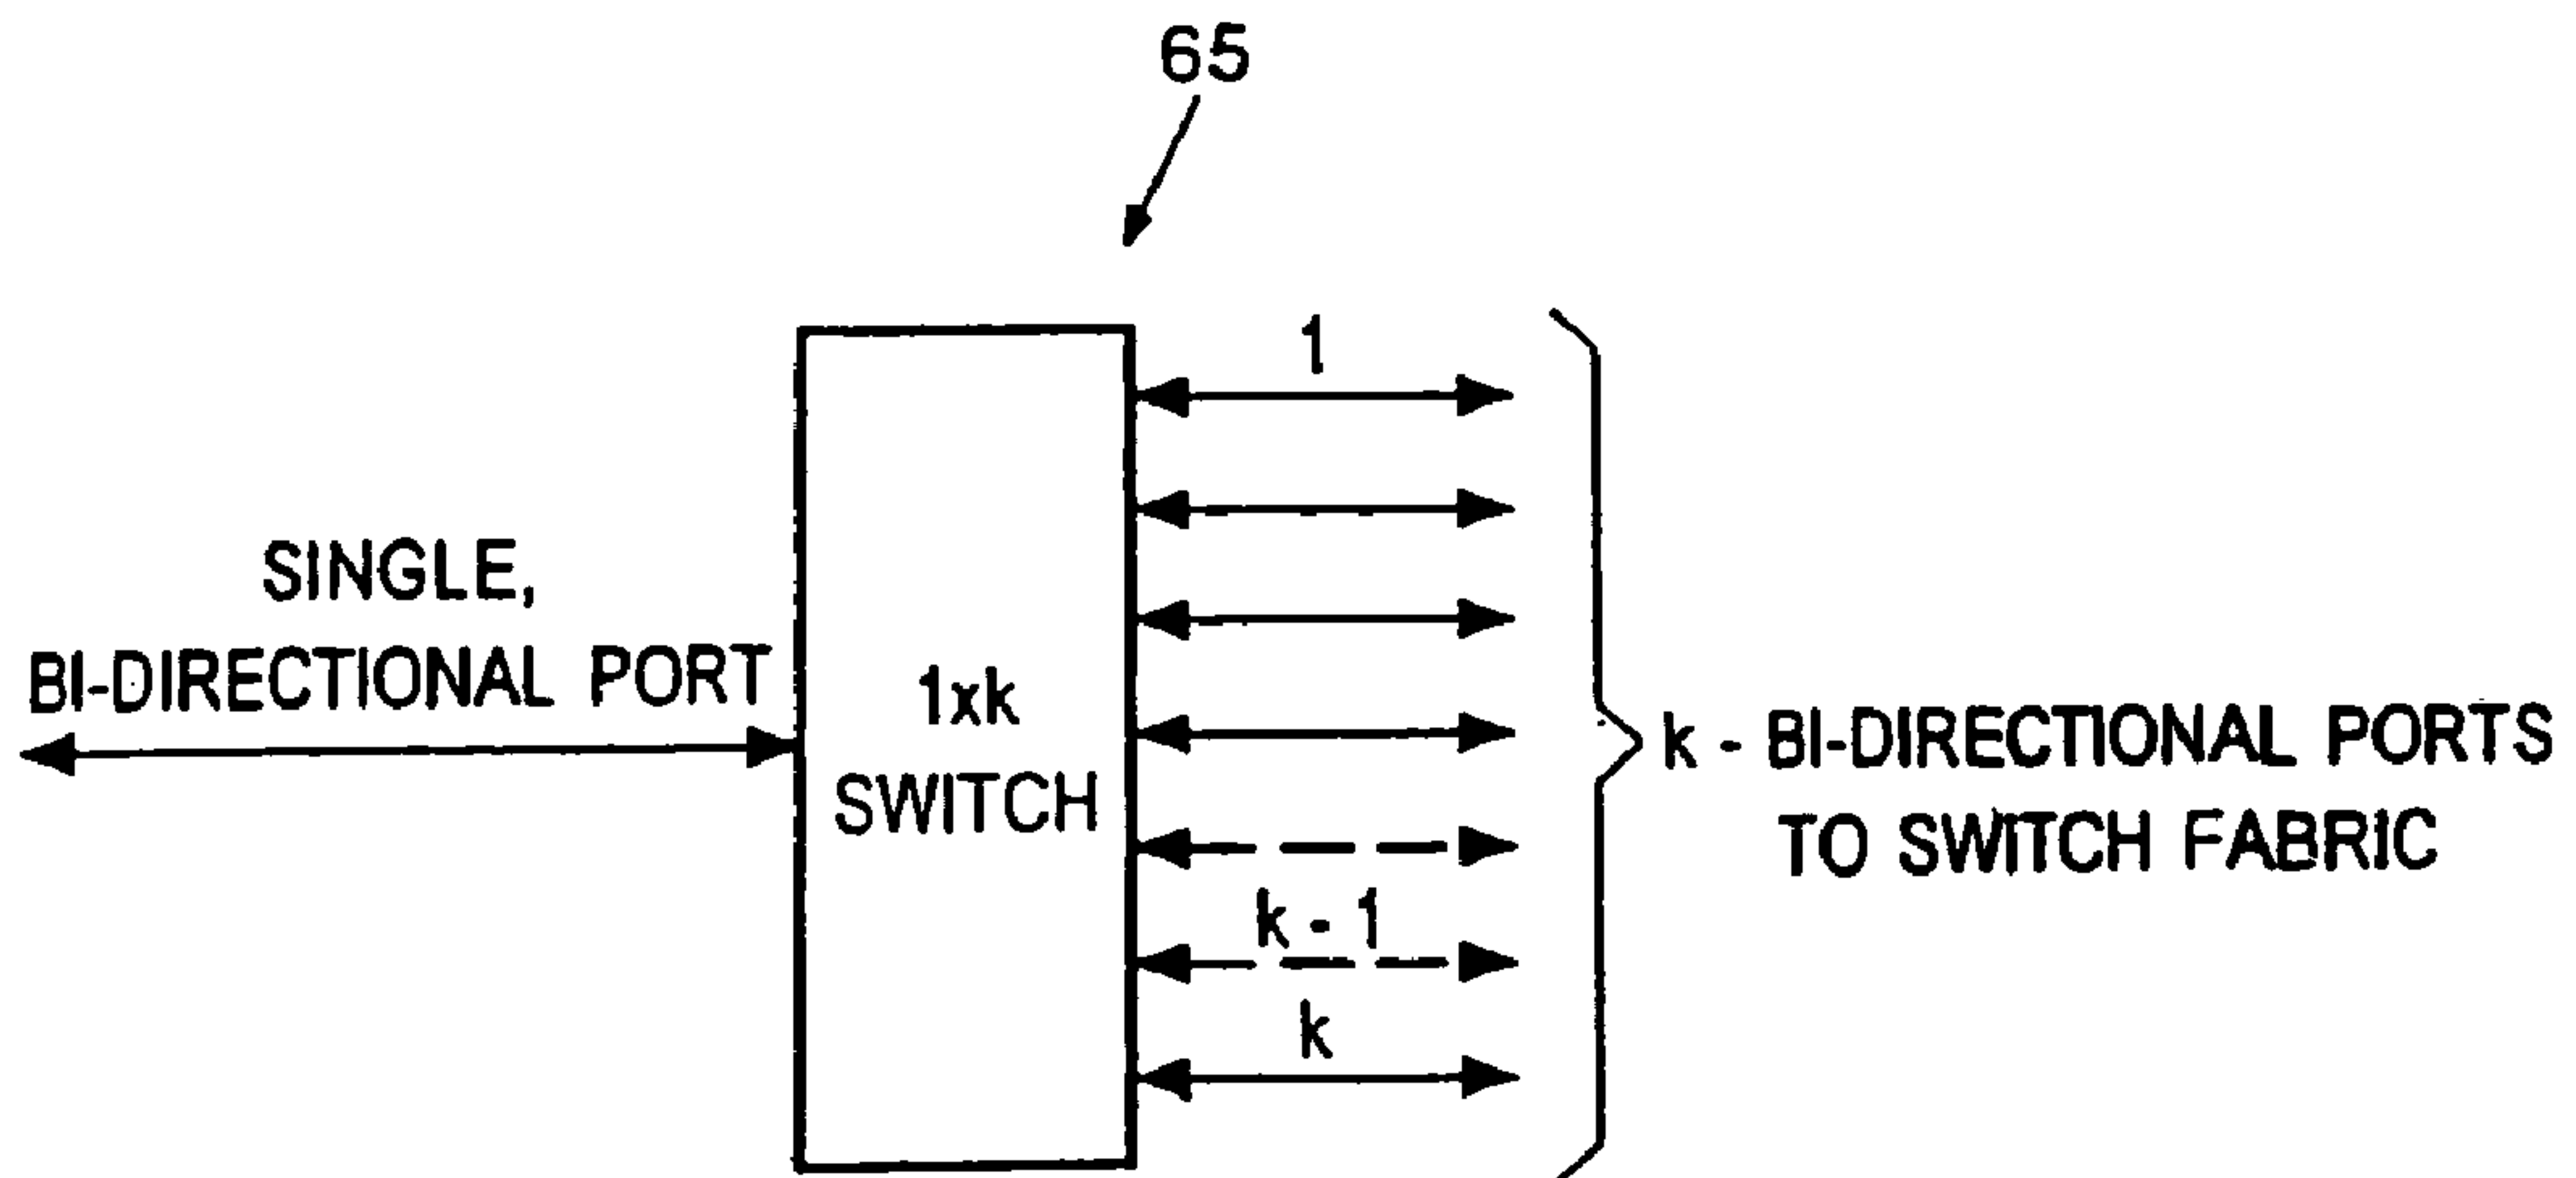 65
1
SINGLE,
BI-DIRECTIONAL PORT
1xk
SWITCH
k - BI-DIRECTIONAL PORTS
TO SWITCH FABRIC
k - 1
k